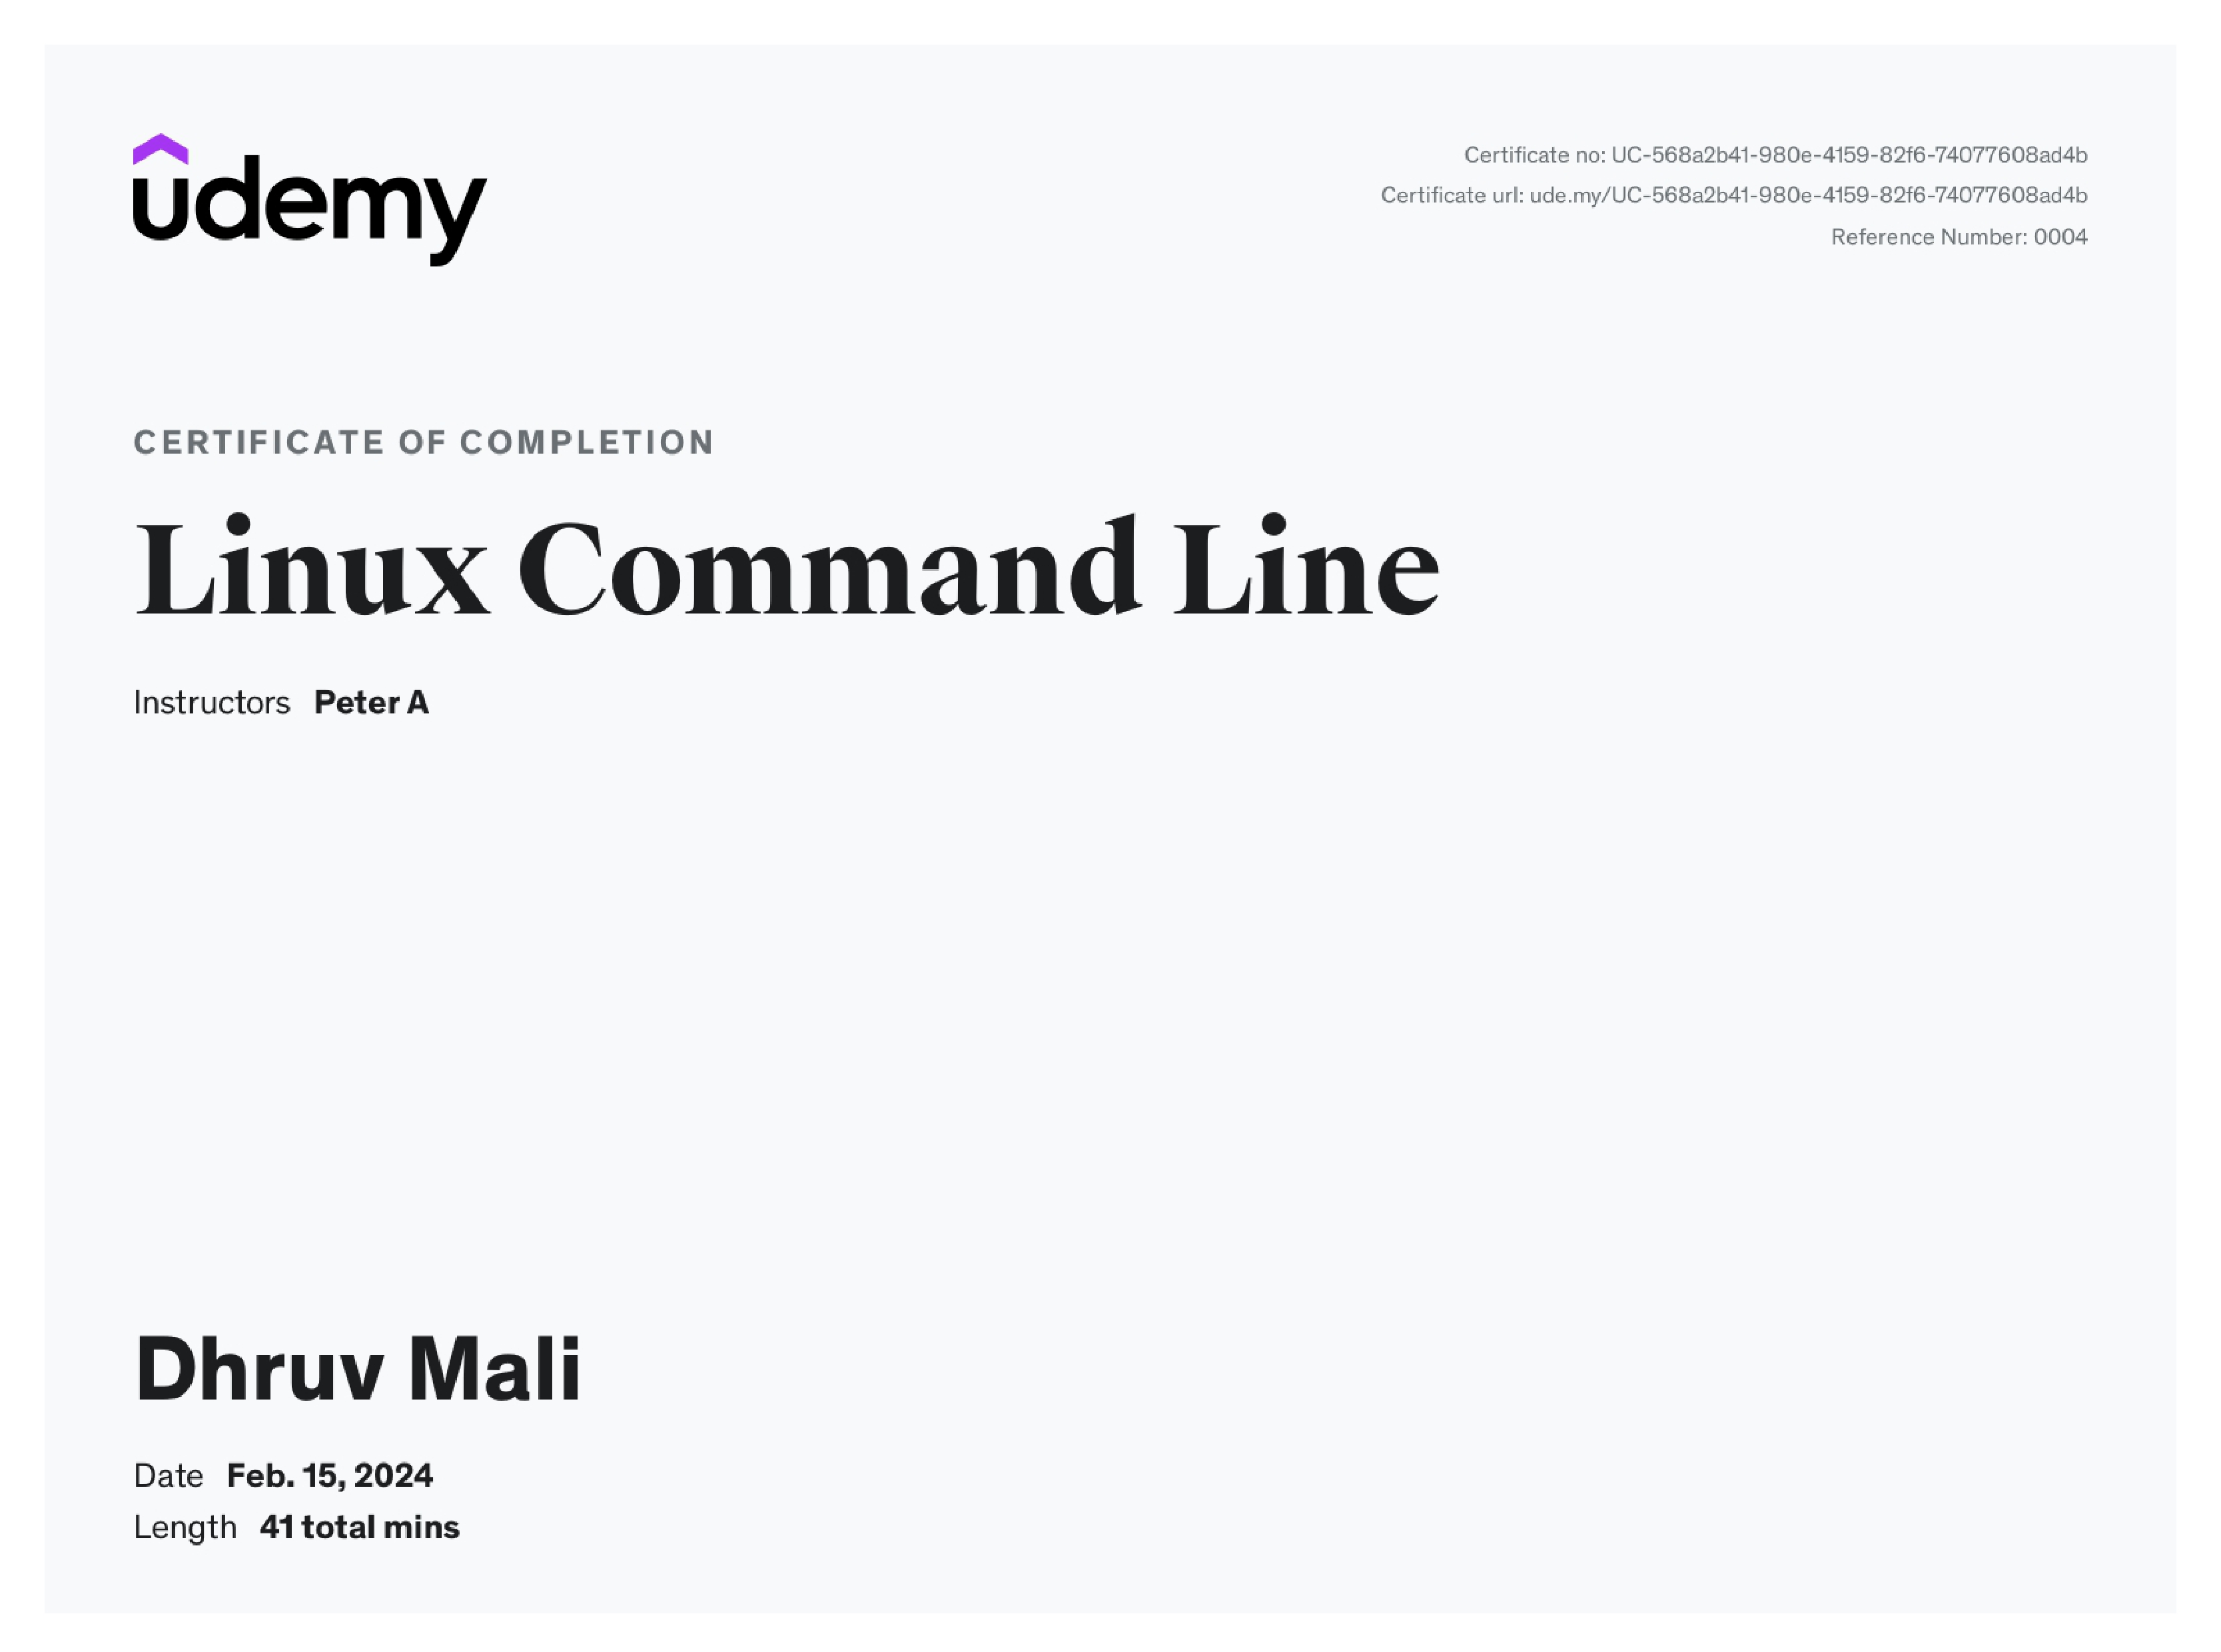 udemy
Certificate no: UC-568a2b41-980e-4159-82f6-74077608ad4b
Certificate url: ude.my/UC-568a2b41-980e-4159-82f6-74077608ad4b
Reference Number: 0004
CERTIFICATE OF COMPLETION
Linux Command Line
Instructors Peter A
Dhruv Mali
Date Feb. 15, 2024
Length 41 total mins